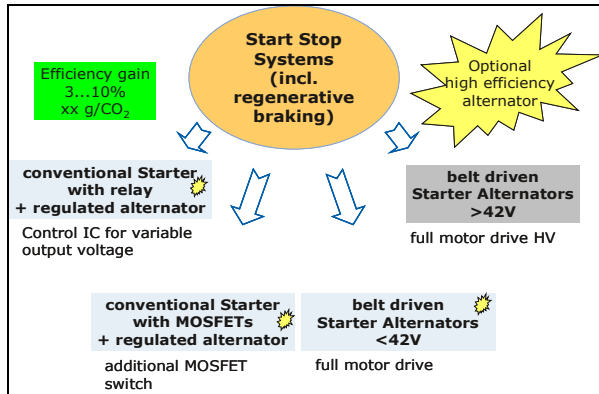 Efficiency gain
3...10%
xx g/CO2
Start Stop
Systems
(incl.
regenerative
braking)
Optional
high efficiency
alternator
conventional Starter
with relay
+ regulated alternator
Control IC for variable
output voltage
belt driven
Starter Alternators
>42V
full motor drive HV
conventional Starter
with MOSFETs
+ regulated alternator
additional MOSFET
switch
belt driven
Starter Alternators
<42V
full motor drive